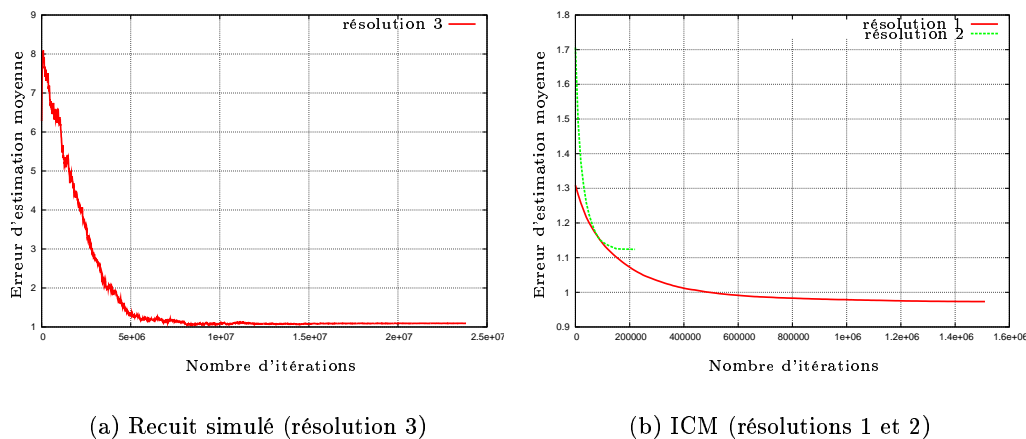 résolution 3
Erreur d'estimation moyenne
9
8
7
6
5
4
3
2
1
0
5e+06
1e+07
1.5e+07
2e+07
2.5e+07
Nombre d'itérations
(a) Recuit simulé (résolution 3)
résolution 1
résolution 2
Erreur d'estimation moyenne
1.8
1.7
1.6
1.5
1.4
1.3
1.2
1.1
1
0.9
0
200000
400000
600000
800000
1e+06
1.2e+06
1.4e+06
1.6e+06
Nombre d'itérations
(b) ICM (résolutions 1 et 2)